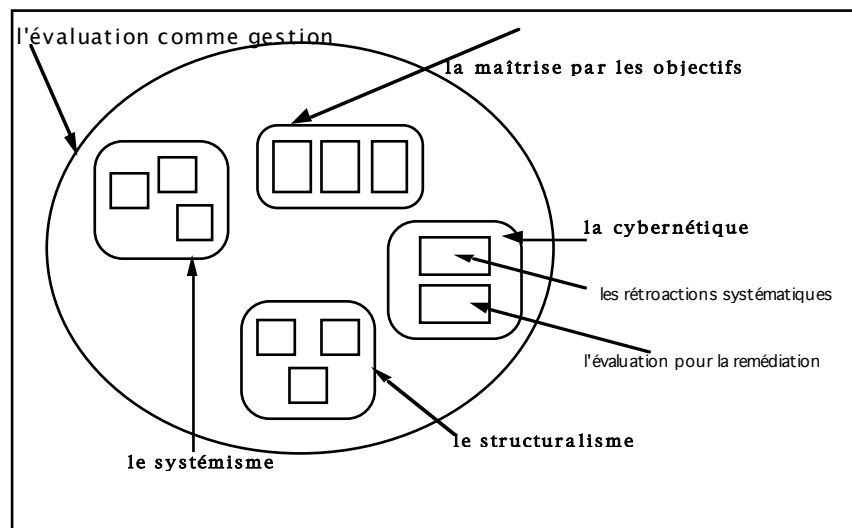 l'évaluation comme gestion
la maîtrise par les objectifs
la cybernétique
les rétroactions systématiques
l'évaluation pour la remédiation
le structuralisme
le systémisme